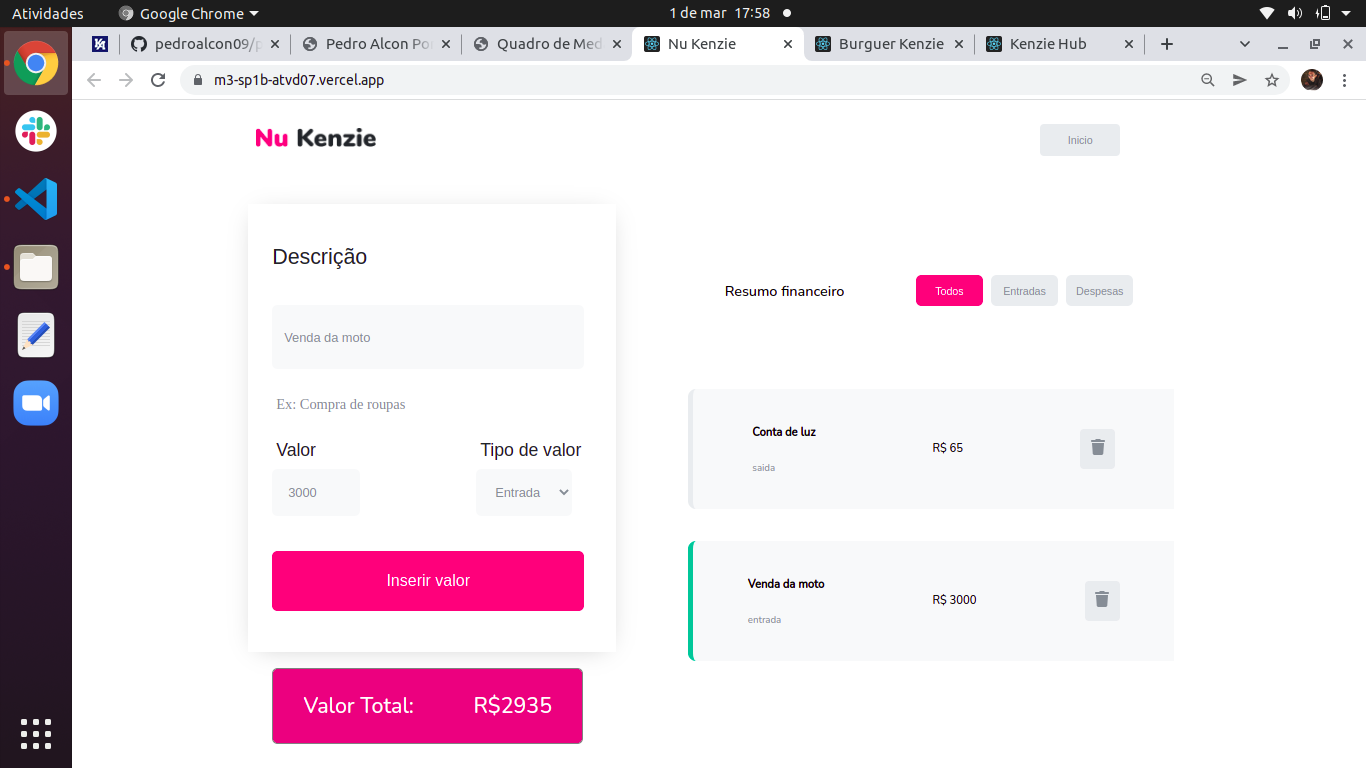 Atividades
Google Chrome
1 de mar 17:58
pedroalcon09/p
Pedro Alcon Po
Quadro de Med
Nu Kenzie
Burguer Kenzie
Kenzie Hub
m3-sp1b-atvd07.vercel.app
Nu Kenzie
Inicio
Descrição
Venda da moto
Ex: Compra de roupas
Valor
Tipo de valor
3000
Entrada
Inserir valor
Valor Total:
R$2935
Resumo financeiro
Todos
Entradas
Despesas
Conta de luz
saida
R$ 65
Venda da moto
entrada
R$ 3000